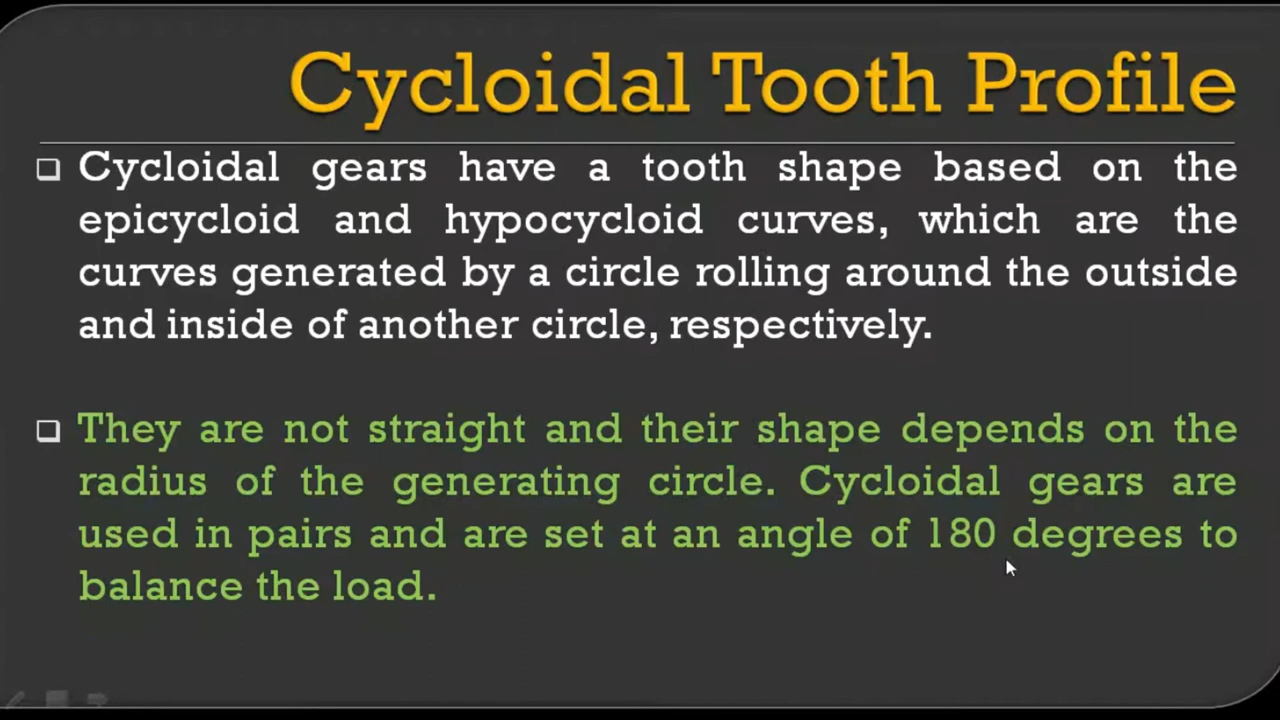 Cycloidal Tooth Profile
Cycloidal gears have a tooth shape based on the
epicycloid and hypocycloid curves, which are the
curves generated by a circle rolling around the outside
and inside of another circle, respectively.
They are not straight and their shape depends on the
radius of the generating circle. Cycloidal gears are
used in pairs and are set at an angle of 180 degrees to
balance the load.